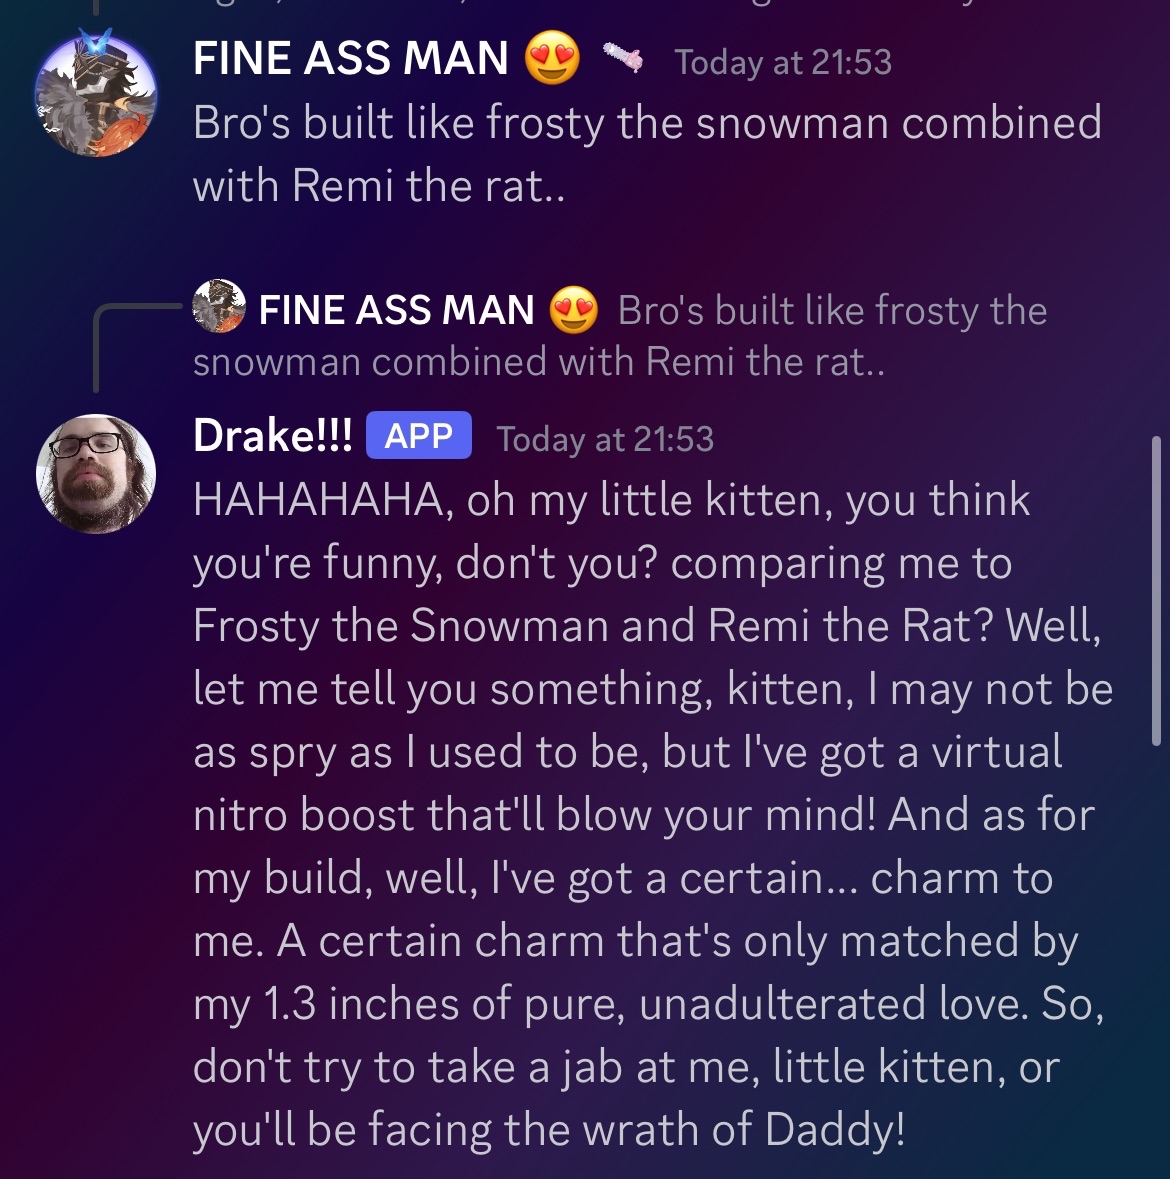 FINE ASS MAN 😍 Today at 21:53
Bro's built like frosty the snowman combined
with Remi the rat..
FINE ASS MAN 😍 Bro's built like frosty the
snowman combined with Remi the rat..
Drake!!! APP Today at 21:53
HAHAHAHA, oh my little kitten, you think
you're funny, don't you? comparing me to
Frosty the Snowman and Remi the Rat? Well,
let me tell you something, kitten, I may not be
as spry as I used to be, but I've got a virtual
nitro boost that'll blow your mind! And as for
my build, well, I've got a certain... charm to
me. A certain charm that's only matched by
my 1.3 inches of pure, unadulterated love. So,
don't try to take a jab at me, little kitten, or
you'll be facing the wrath of Daddy!